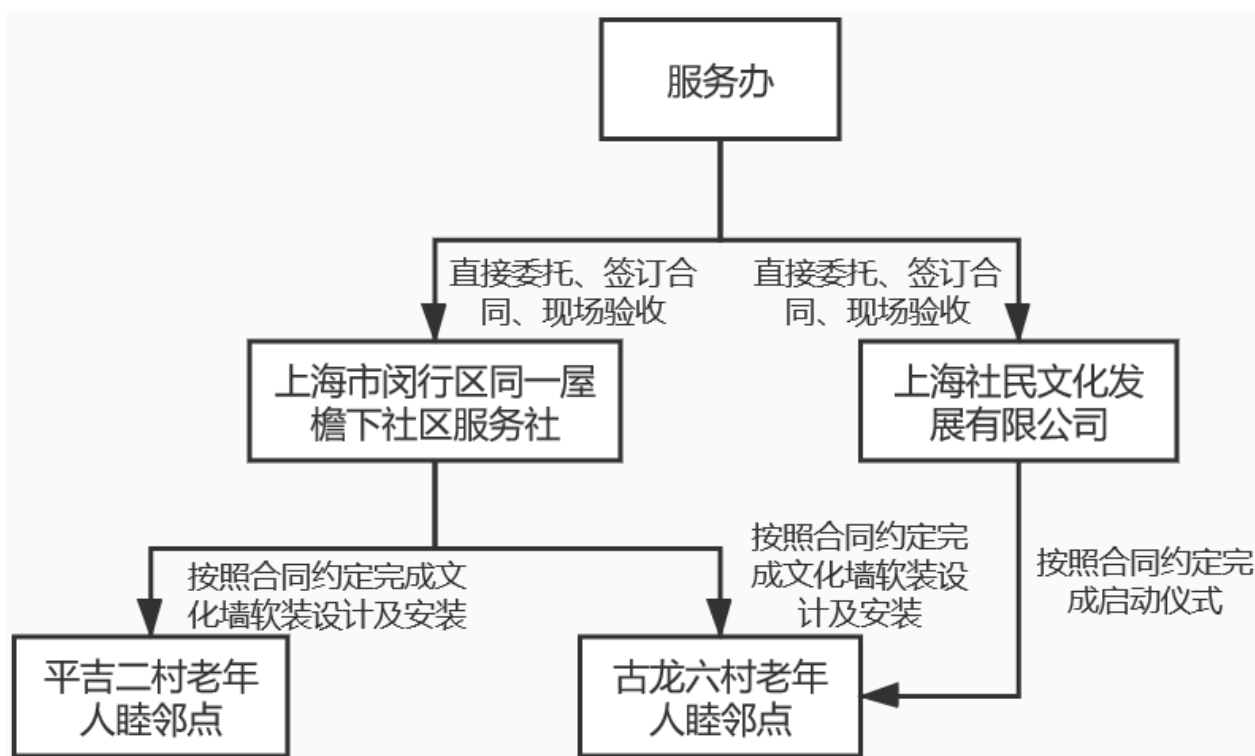 服务办
直接委托、签订合
同、现场验收
直接委托、签订合
同、现场验收
上海市闵行区同一屋
檐下社区服务社
上海社民文化发
展有限公司
按照合同约定完成文
化墙软装设计及安装
按照合同约定完
成文化墙软装设
计及安装
按照合同约定完
成启动仪式
平吉二村老年
人睦邻点
古龙六村老年
人睦邻点